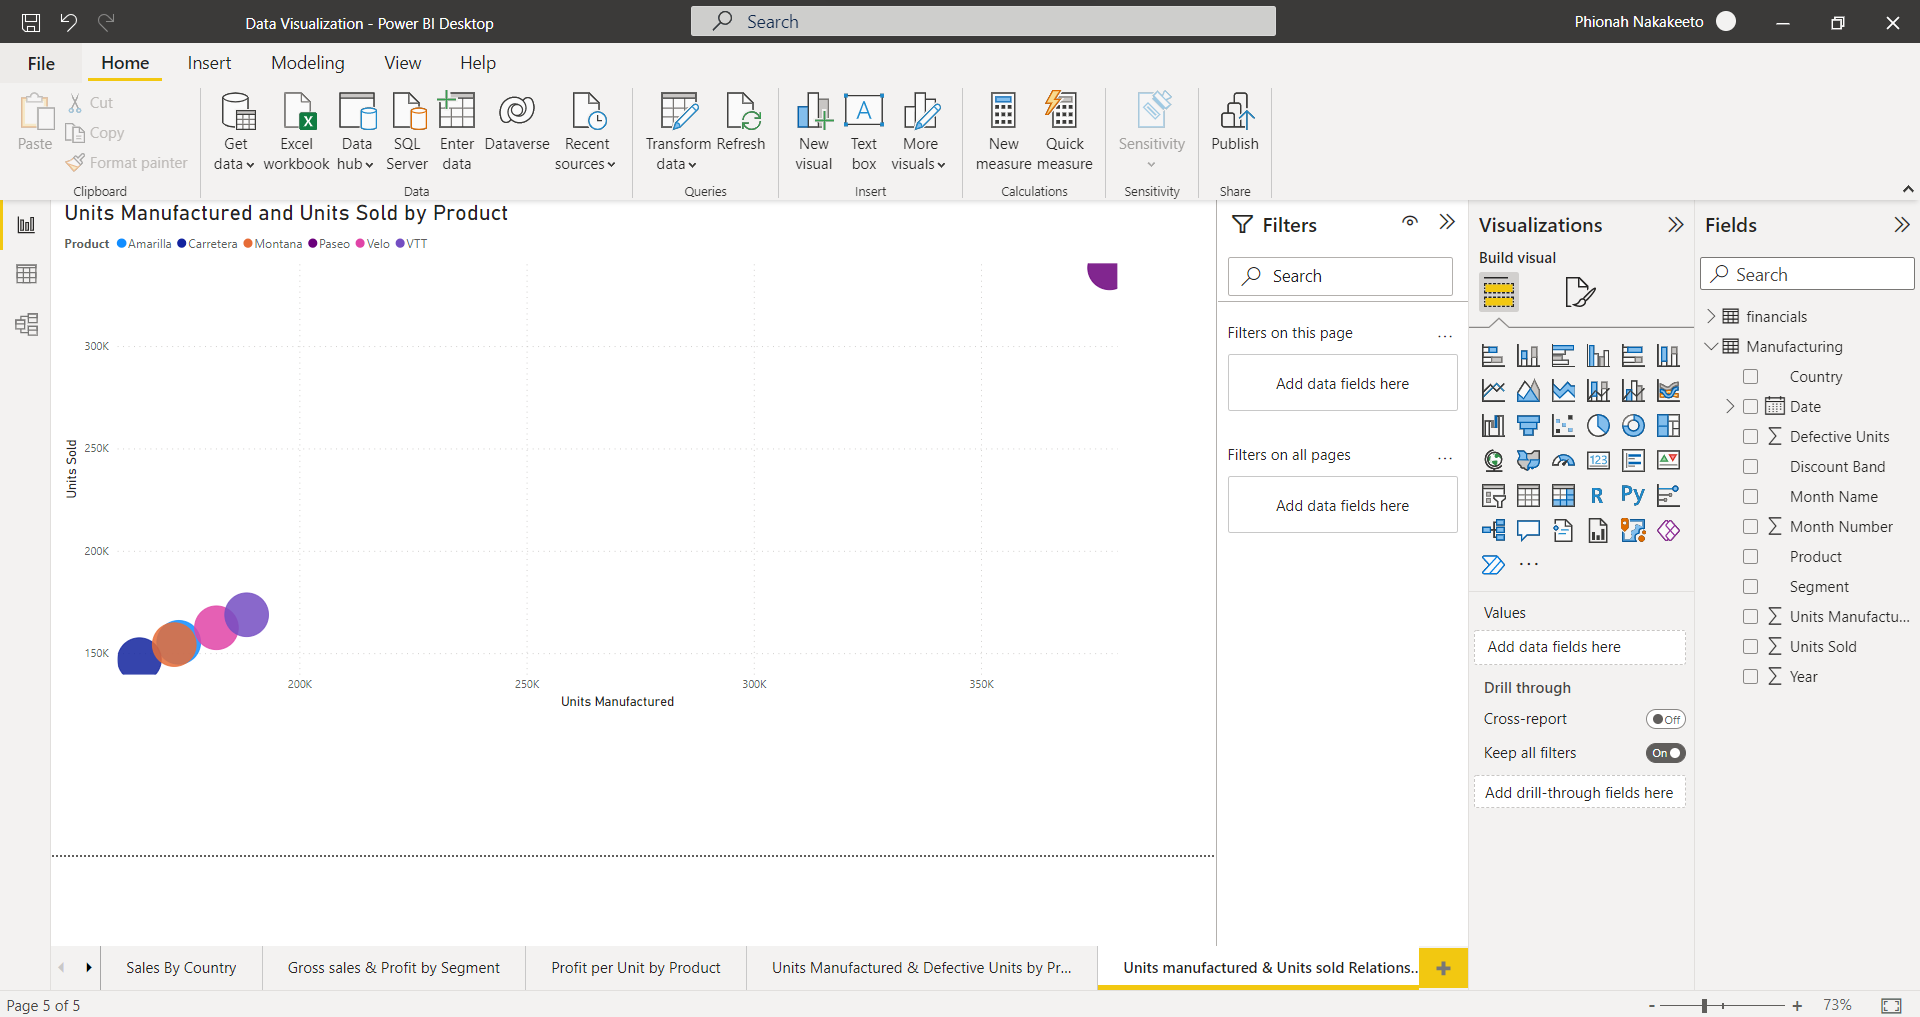 Data Visualization - Power BI Desktop
Search
Phionah Nakakeeto
File
Home
Insert
Modeling
View
Help
Paste
Cut
Copy
Format painter
Clipboard
Get data
Excel workbook
Data hub
SQL Server
Enter data
Dataverse
Recent sources
Data
Transform data
Refresh
Queries
New visual
Text box
More visuals
Insert
New measure
Quick measure
Calculations
Sensitivity
Sensitivity
Publish
Share
Units Manufactured and Units Sold by Product
Product Amarilla Carretera Montana Paseo Velo VTT
300K
250K
200K
150K
Units Sold
200K
250K
300K
350K
Units Manufactured
Filters
Search
Filters on this page
...
Add data fields here
Filters on all pages
...
Add data fields here
Visualizations
Build visual
123
R
Py
...
Values
Add data fields here
Drill through
Cross-report
Off
Keep all filters
On
Add drill-through fields here
Fields
Search
financials
Manufacturing
Country
Date
Defective Units
Discount Band
Month Name
Month Number
Product
Segment
Units Manufactu...
Units Sold
Year
Sales By Country
Gross sales & Profit by Segment
Profit per Unit by Product
Units Manufactured & Defective Units by Pr...
Units manufactured & Units sold Relations...
Page 5 of 5
- + 73%